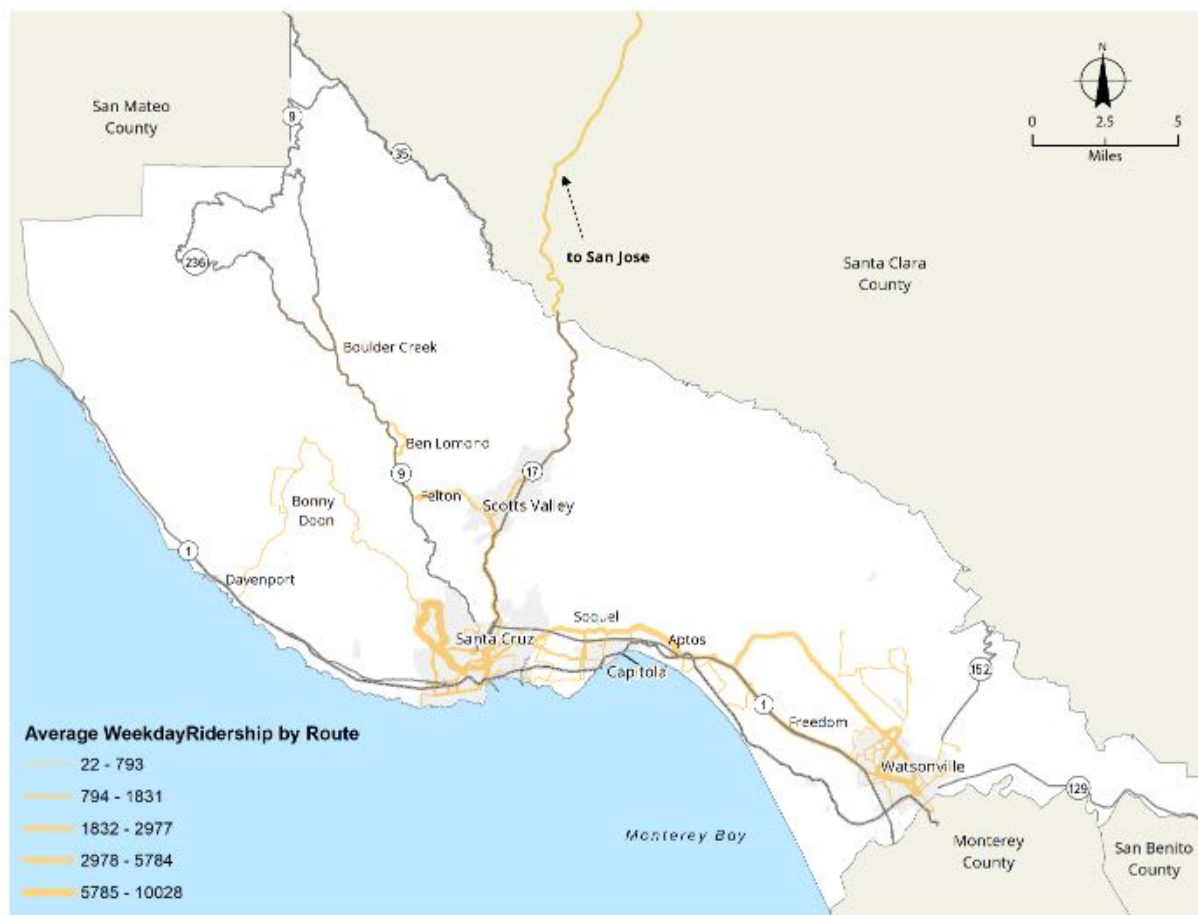 N
0 2.5 5
Miles
San Mateo
County
9
35
to San Jose
Santa Clara
County
236
Boulder Creek
Ben Lomond
9
Felton
17
Scotts Valley
Bonny
Doon
1
Davenport
Soquel
Santa Cruz
Aptos
Capitola
152
1
Freedom
Watsonville
129
Monterey Bay
Monterey
County
San Benito
County
Average WeekdayRidership by Route
22 - 793
794 - 1831
1832 - 2977
2978 - 5784
5785 - 10028